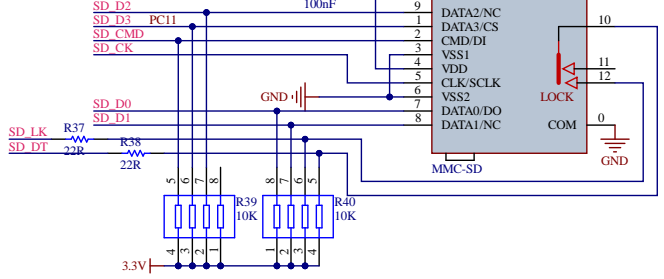 100nF
SD_D2 9 DATA2/NC
SD_D3 PC11 1 DATA3/CS 10
SD_CMD 2 CMD/DI
SD_CK 3 VSS1
4 VDD 11
5 CLK/SCLK 12
GND 6 VSS2 LOCK
SD_D0 7 DATA0/DO
SD_D1 8 DATA1/NC COM 0
SD_LK R37 22R
SD_DT R38 22R
GND
MMC-SD
5 6 7 8 8 7 6 5
R39 R40
10K 10K
4 3 2 1 1 2 3 4
3.3V